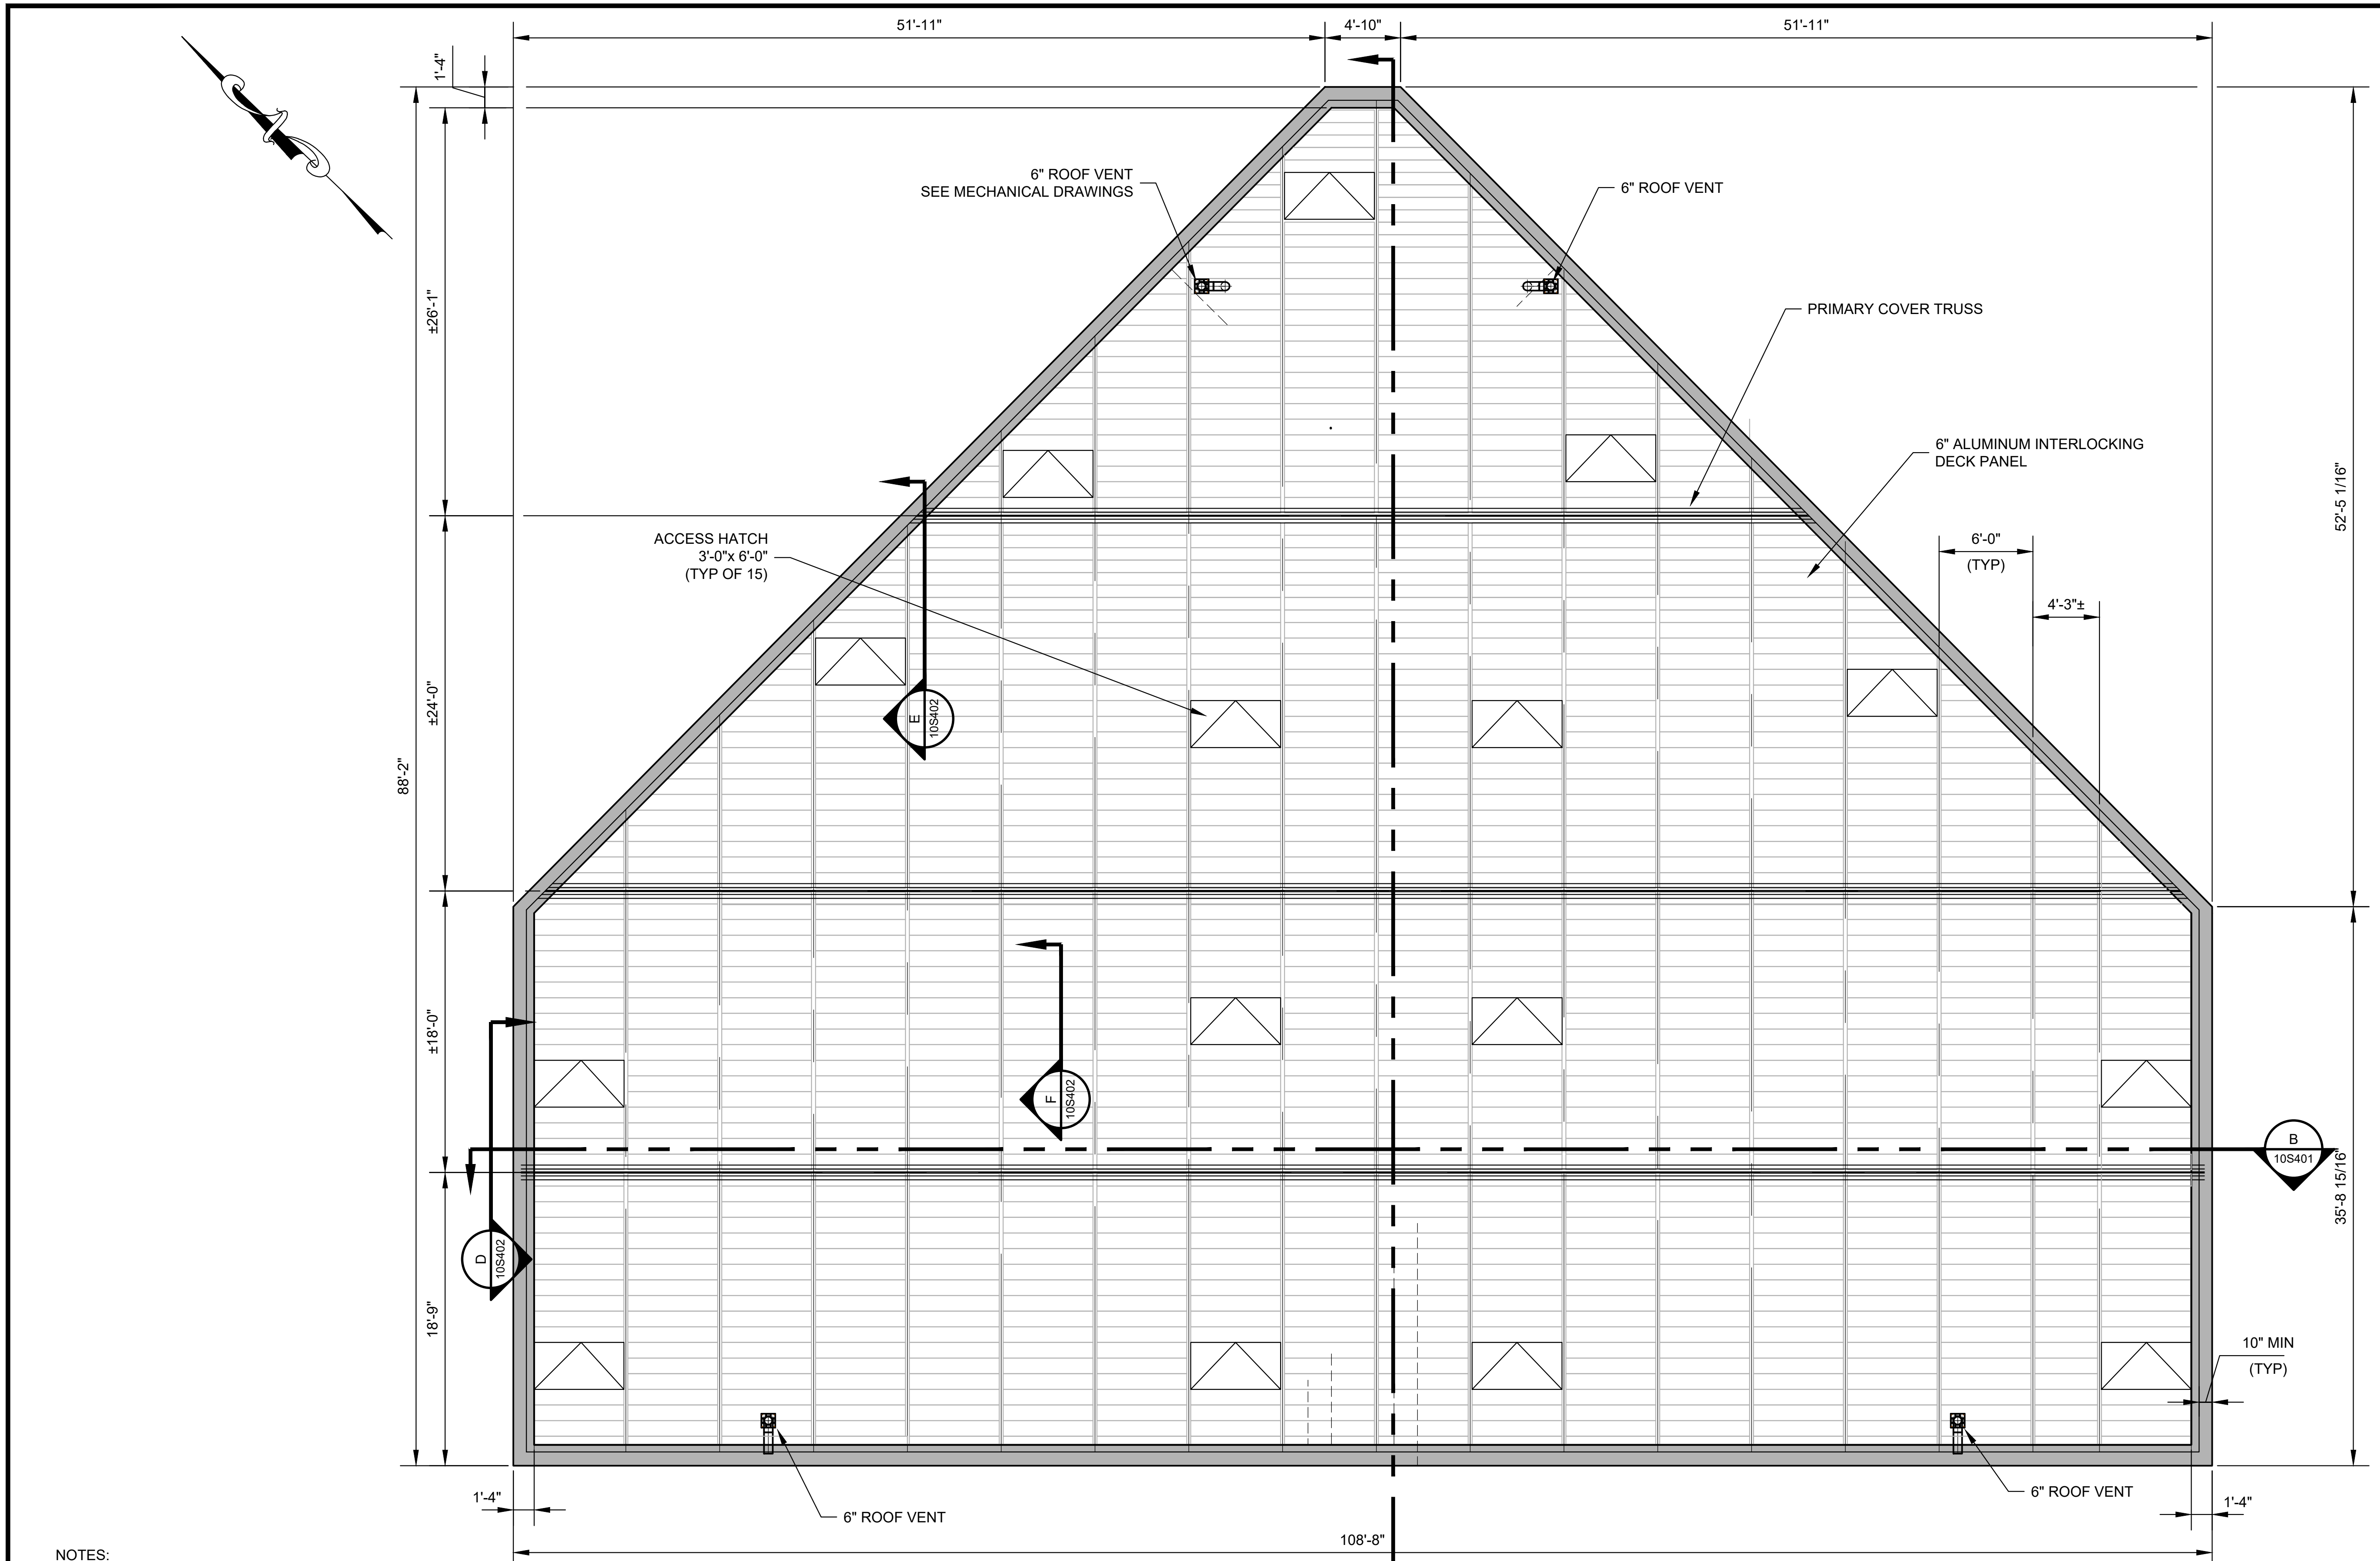 51'-11"
4'-10"
51'-11"
1'-4"
6" ROOF VENT
SEE MECHANICAL DRAWINGS
6" ROOF VENT
±26'-1"
PRIMARY COVER TRUSS
6" ALUMINUM INTERLOCKING
DECK PANEL
52'-5 1/16"
ACCESS HATCH
3'-0"x 6'-0"
(TYP OF 15)
6'-0"
(TYP)
4'-3"±
E
10S402
±24'-0"
88'-2"
±18'-0"
F
10S402
B
10S401
35'-8 15/16"
D
10S402
18'-9"
10" MIN
(TYP)
1'-4"
6" ROOF VENT
6" ROOF VENT
1'-4"
108'-8"
NOTES: